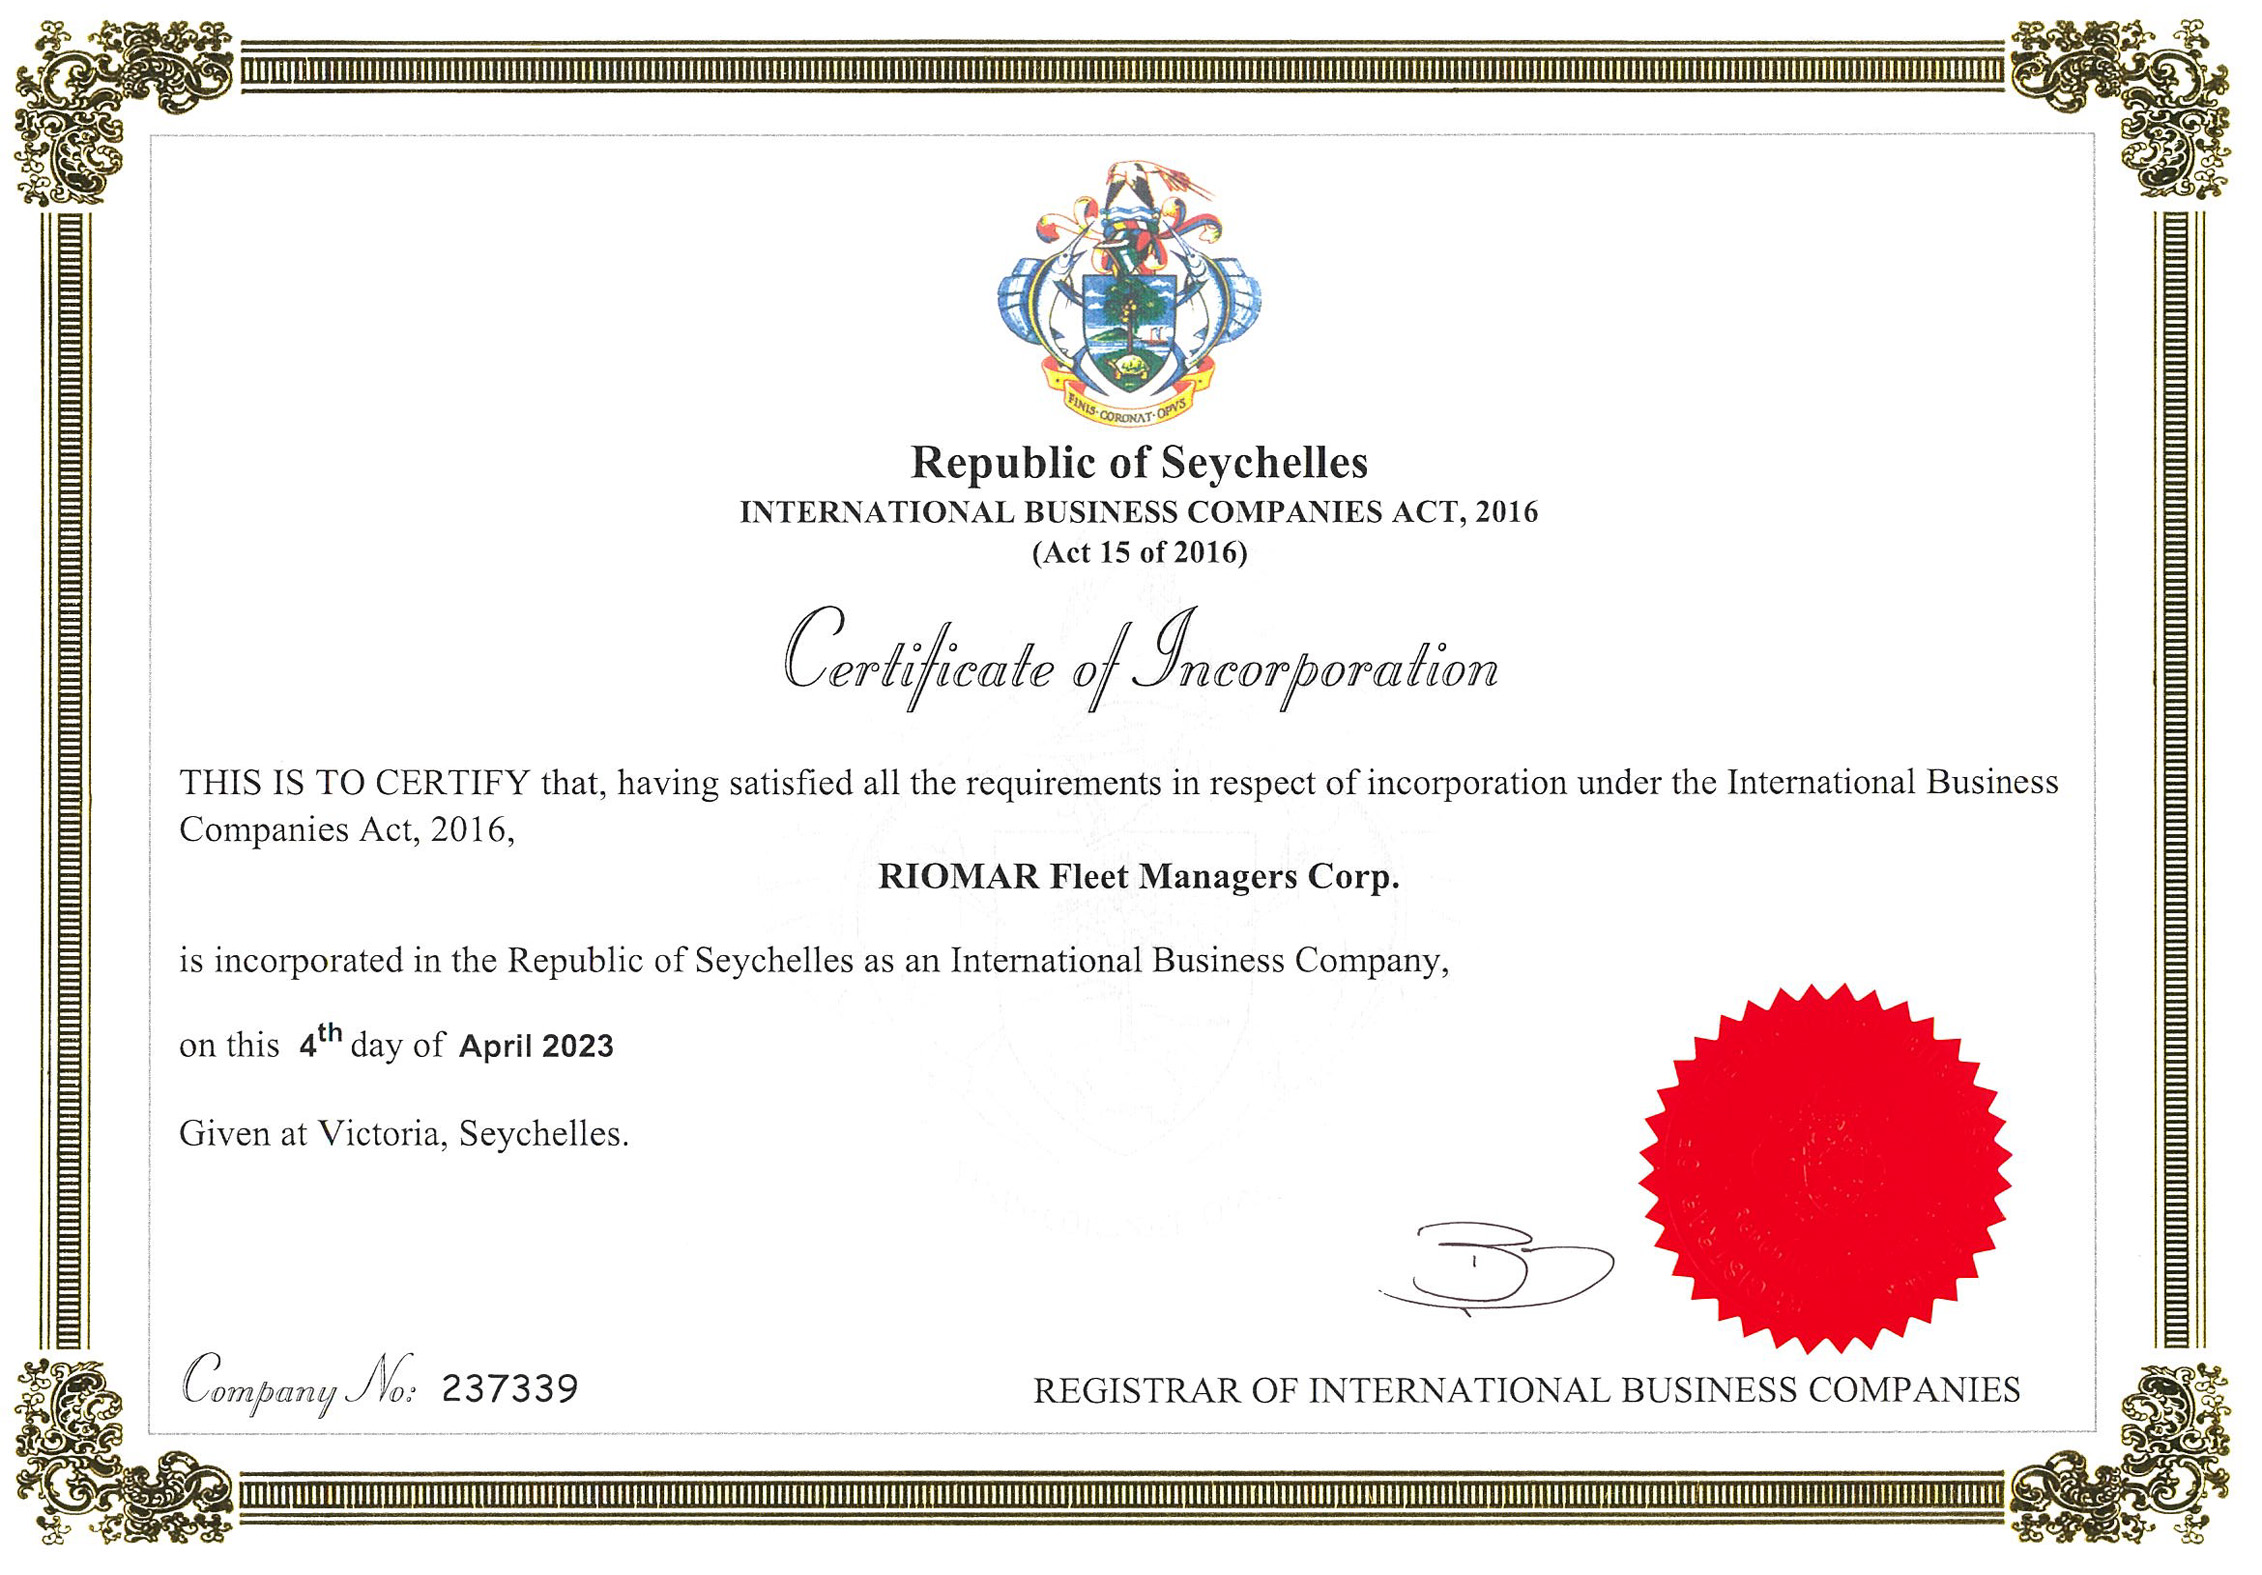 FINIS·CORONAT·OPVS
Republic of Seychelles
INTERNATIONAL BUSINESS COMPANIES ACT, 2016
(Act 15 of 2016)
Certificate of Incorporation
THIS IS TO CERTIFY that, having satisfied all the requirements in respect of incorporation under the International Business
Companies Act, 2016,
RIOMAR Fleet Managers Corp.
is incorporated in the Republic of Seychelles as an International Business Company,
on this 4th day of April 2023
Given at Victoria, Seychelles.
Company No: 237339
REGISTRAR OF INTERNATIONAL BUSINESS COMPANIES